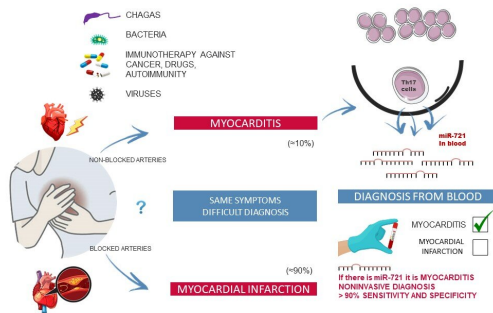 CHAGAS
BACTERIA
IMMUNOTHERAPY AGAINST
CANCER, DRUGS,
AUTOIMMUNITY
VIRUSES
NON-BLOCKED ARTERIES
MYOCARDITIS
(≈10%)
?
SAME SYMPTOMS
DIFFICULT DIAGNOSIS
BLOCKED ARTERIES
(≈90%)
MYOCARDIAL INFARCTION
Th17
cells
miR-721
In blood
DIAGNOSIS FROM BLOOD
MYOCARDITIS
MYOCARDIAL
INFARCTION
If there is miR-721 it is MYOCARDITIS
NONINVASIVE DIAGNOSIS
> 90% SENSITIVITY AND SPECIFICITY